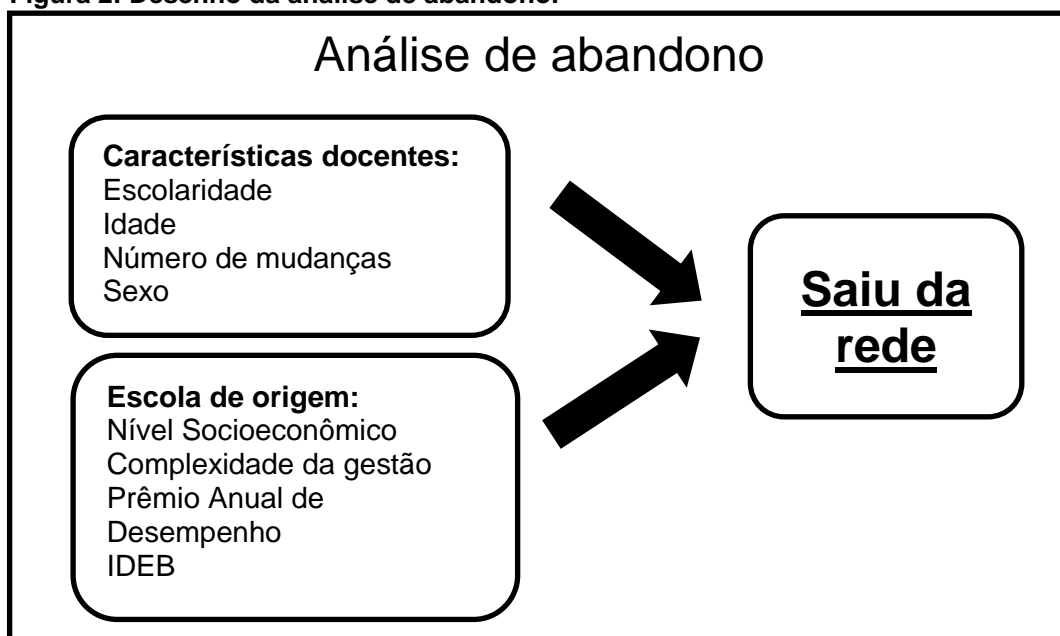 Figura 2: Desenho da análise de abandono.
Análise de abandono
Características docentes:
Escolaridade
Idade
Número de mudanças
Sexo
Saiu da
rede
Escola de origem:
Nível Socioeconômico
Complexidade da gestão
Prêmio Anual de
Desempenho
IDEB